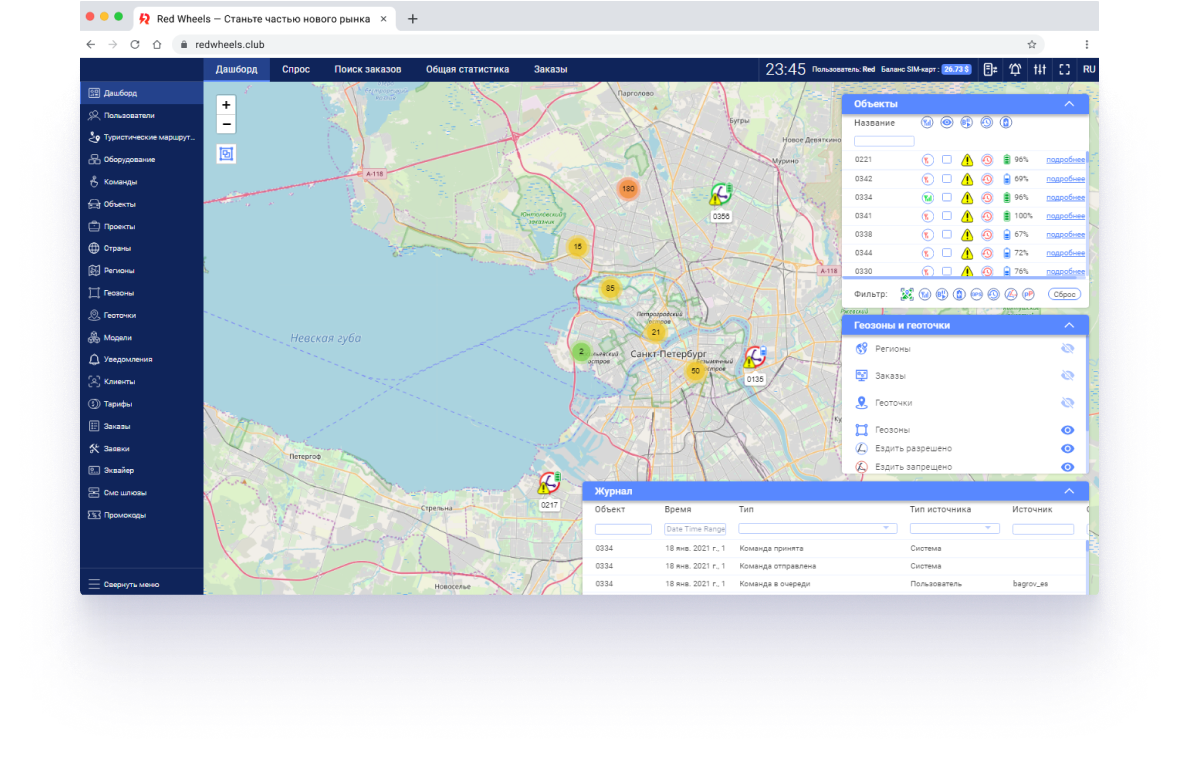 Red Wheels — Станьте частью нового рынка
redwheels.club
Дашборд Спрос Поиск заказов Общая статистика Заказы 23:45 Пользователь: Red Баланс SIM-карт: 26.73 $ RU
Дашборд
Пользователи
Туристические маршрут...
Оборудование
Команды
Объекты
Проекты
Страны
Регионы
Геозоны
Геоточки
Модели
Уведомления
Клиенты
Тарифы
Заказы
Заявки
Эквайер
Смс шлюзы
Промокоды
Свернуть меню
+
−
Парголово
Бугры
Новое Девяткино
Мурино
А-118
180
0356
Юнтоловский заказник
15
А-118
85
Петроградский остров
21
Невская губа
2
Санкт-Петербург
50
0135
Петергоф
Стрельна
0217
Новоселье
Объекты
Название
0221 96% подробнее
0342 69% подробнее
0334 96% подробнее
0341 100% подробнее
0338 67% подробнее
0344 72% подробнее
0330 76% подробнее
Фильтр: GPS Сброс
Геозоны и геоточки
Регионы
Заказы
Геоточки
Геозоны
Ездить разрешено
Ездить запрещено
Журнал
Объект Время Тип Тип источника Источник
Date Time Range
0334 18 янв. 2021 г., 1 Команда принята Система
0334 18 янв. 2021 г., 1 Команда отправлена Система
0334 18 янв. 2021 г., 1 Команда в очереди Пользователь bagrov_es